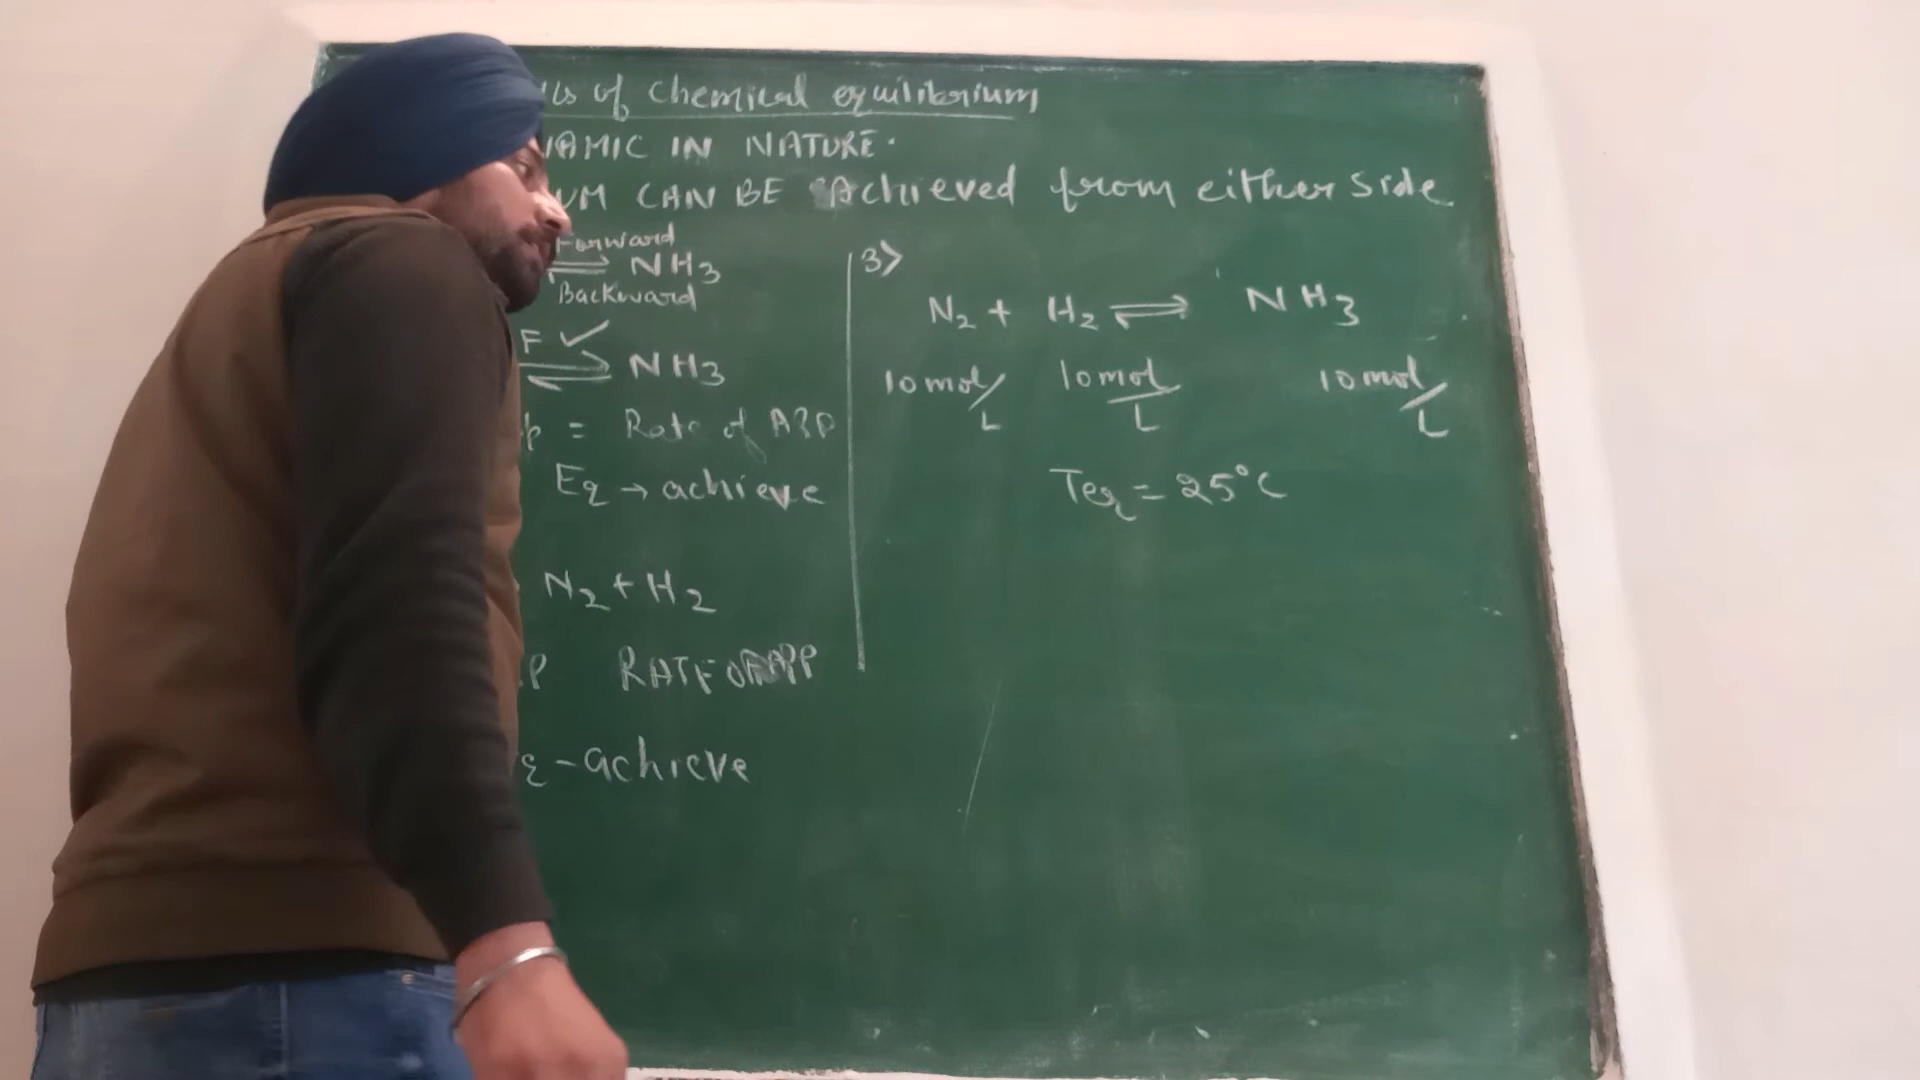 of chemical equilibrium
NAMIC IN NATURE.
UM CAN BE Achieved from either side
Forward
⇌ NH3
Backward
F ✓
⇌ NH3
= Rate of APP
Eq → achieve
N2 + H2
P RATE OF APP
q - achieve
3>
N2 + H2 ⇌ NH3
10 mol/L 10 mol/L 10 mol/L
Teq = 25°C